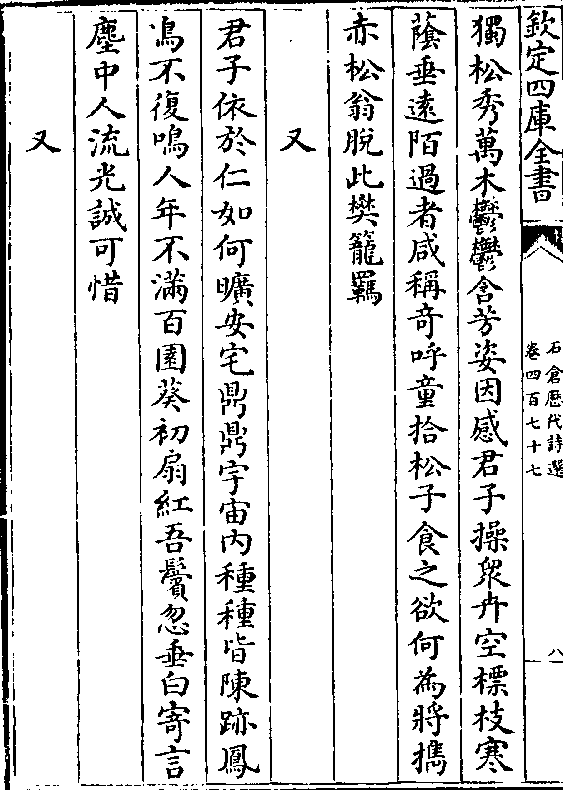 欽定四庫全書
石倉歷代詩選
卷四百七十七
八
獨松秀萬木鬱鬱含芳姿因感君子操衆卉空標枝寒
蔭垂遠陌過者咸稱奇呼童拾松子食之欲何為將攜
赤松翁脱此樊籠羈
又
君子依於仁如何曠安宅鼎鼎宇宙内種種皆陳跡鳳
鳥不復鳴人年不滿百園葵初扇紅吾鬢忽垂白寄言
塵中人流光誠可惜
又